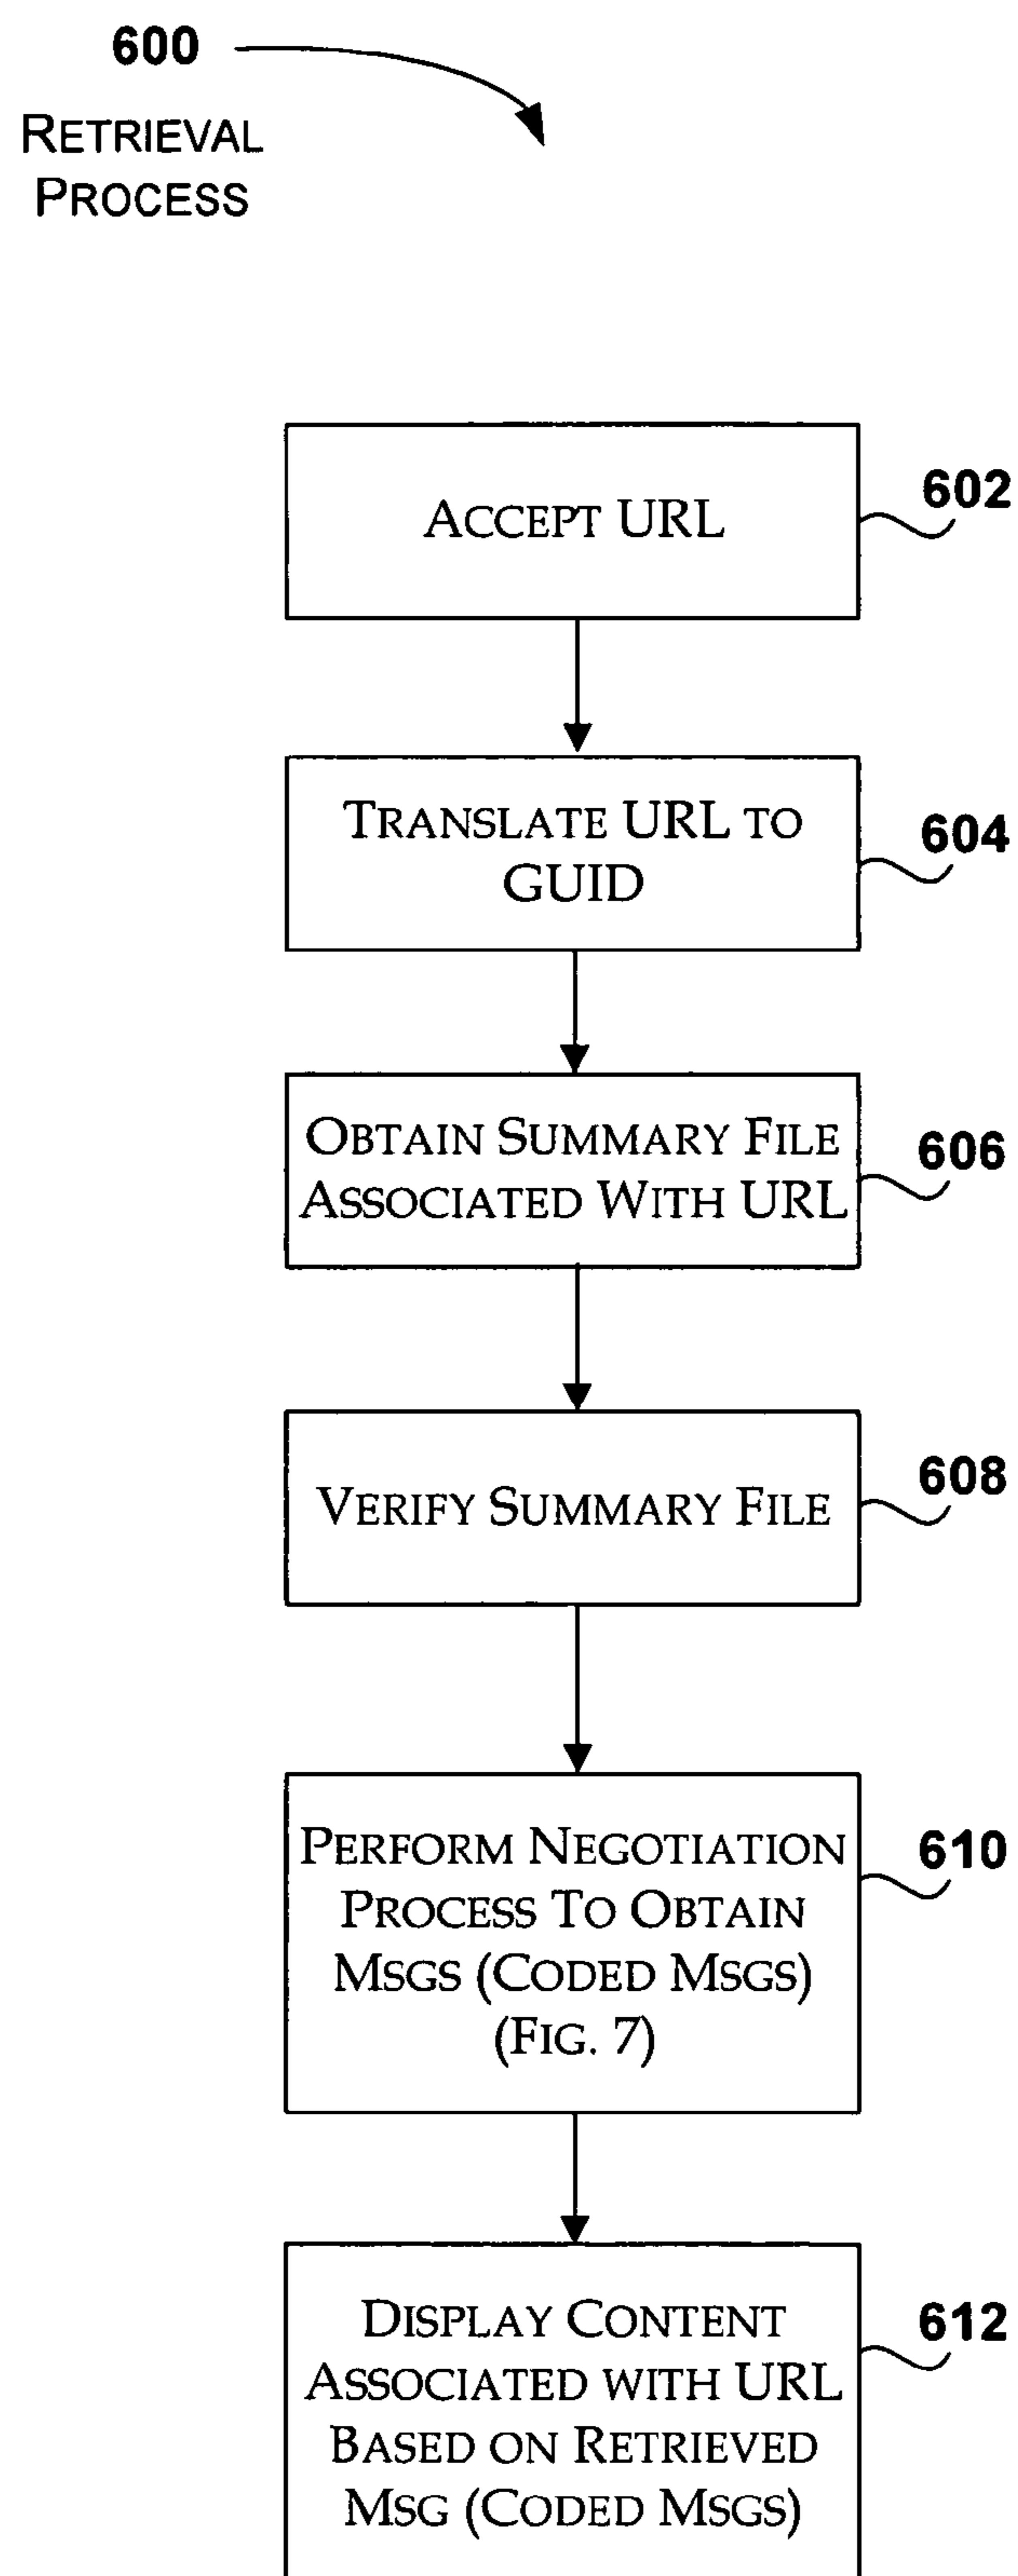 600
RETRIEVAL
PROCESS
ACCEPT URL
602
TRANSLATE URL TO
GUID
604
OBTAIN SUMMARY FILE
ASSOCIATED WITH URL
606
VERIFY SUMMARY FILE
608
PERFORM NEGOTIATION
PROCESS TO OBTAIN
MSGS (CODED MSGS)
(FIG. 7)
610
DISPLAY CONTENT
ASSOCIATED WITH URL
BASED ON RETRIEVED
MSG (CODED MSGS)
612